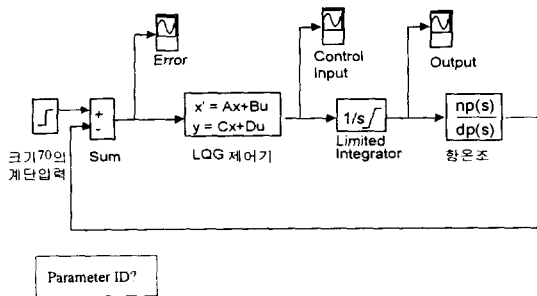 Error
Control
Input
Output
x' = Ax+Bu
y = Cx+Du
1/s
np(s)
dp(s)
+
-
크기70의
계단입력
Sum
LQG 제어기
Limited
Integrator
항온조
Parameter ID?